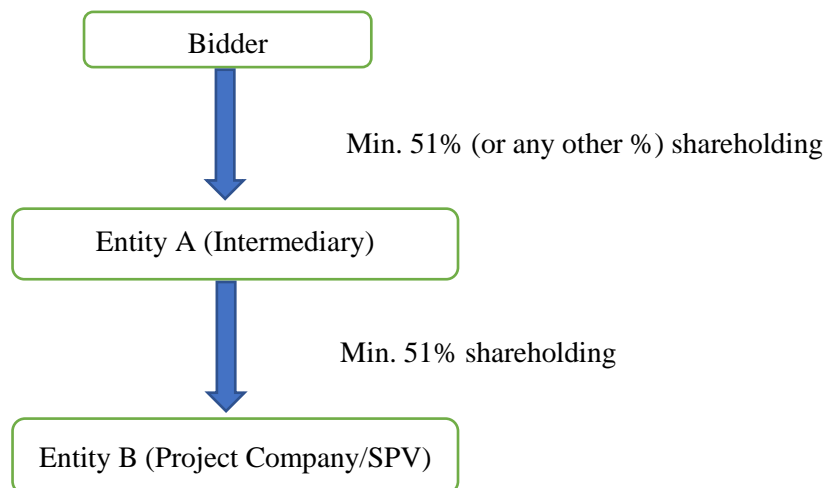 Bidder
Min. 51% (or any other %) shareholding
Entity A (Intermediary)
Min. 51% shareholding
Entity B (Project Company/SPV)